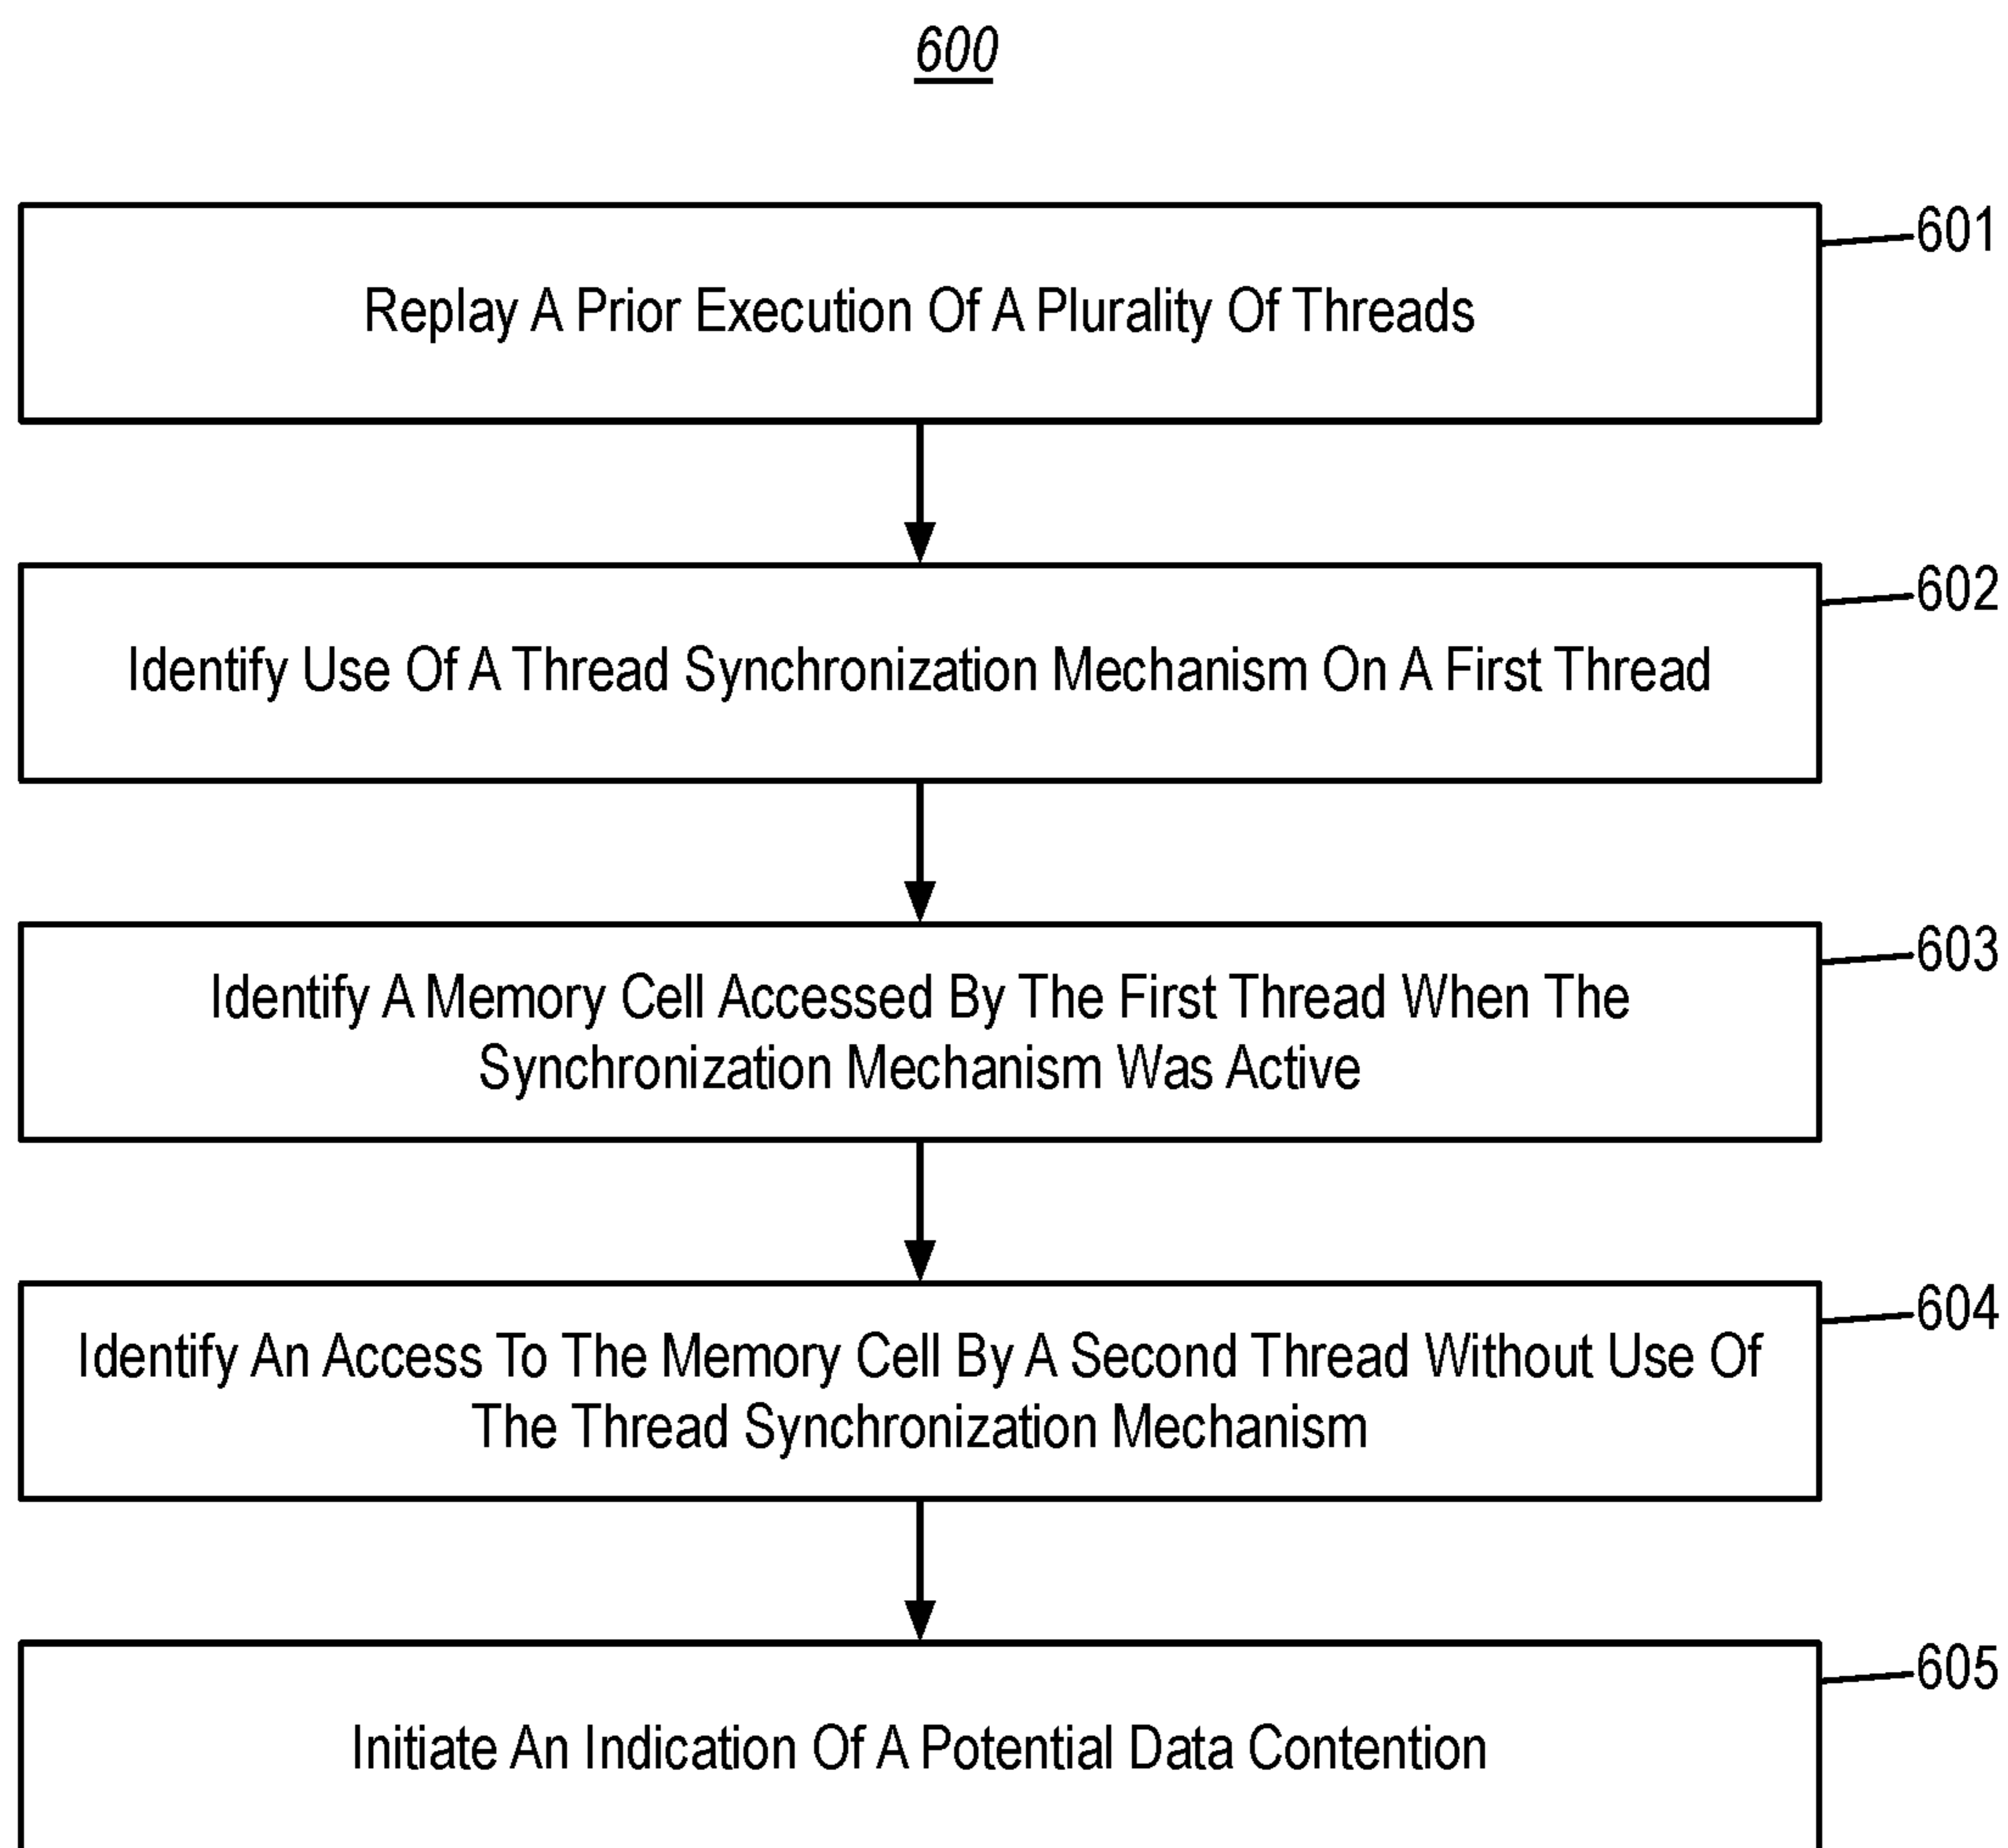 600
601
Replay A Prior Execution Of A Plurality Of Threads
602
Identify Use Of A Thread Synchronization Mechanism On A First Thread
603
Identify A Memory Cell Accessed By The First Thread When The
Synchronization Mechanism Was Active
604
Identify An Access To The Memory Cell By A Second Thread Without Use Of
The Thread Synchronization Mechanism
605
Initiate An Indication Of A Potential Data Contention